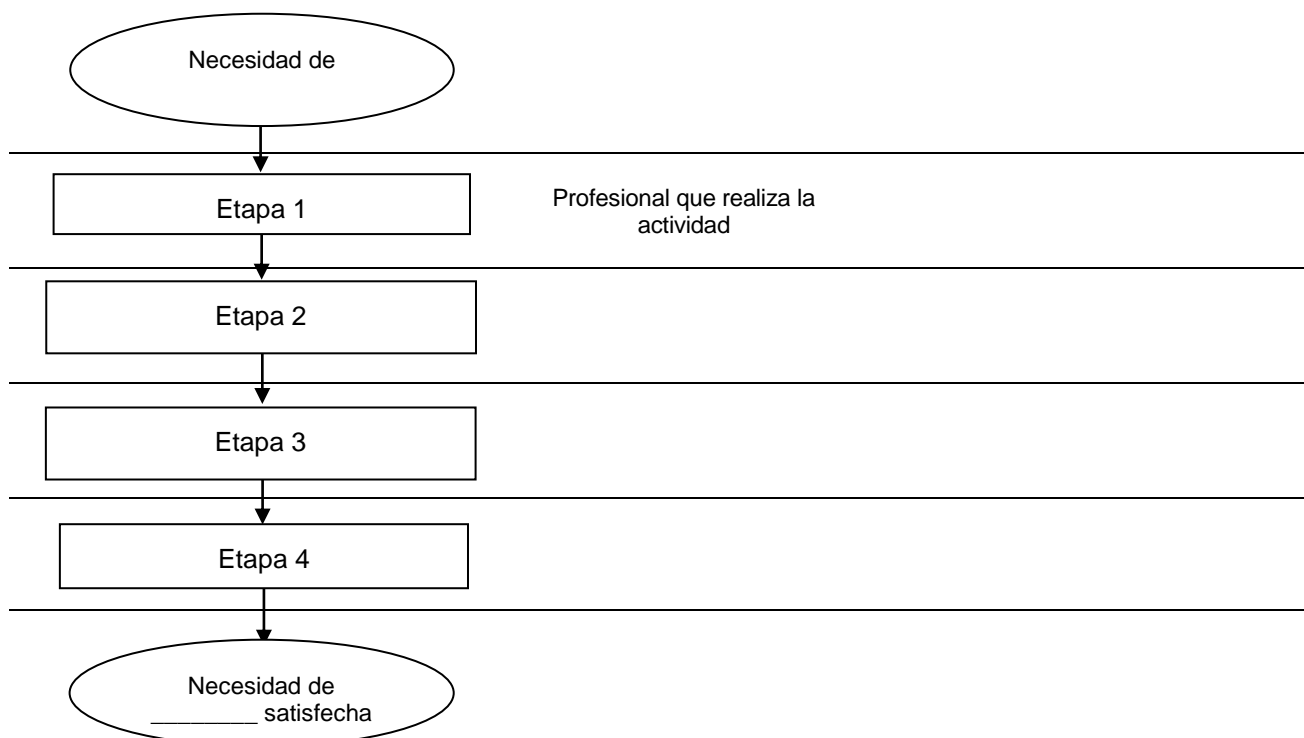 Necesidad de
Etapa 1
Profesional que realiza la
actividad
Etapa 2
Etapa 3
Etapa 4
Necesidad de
________ satisfecha